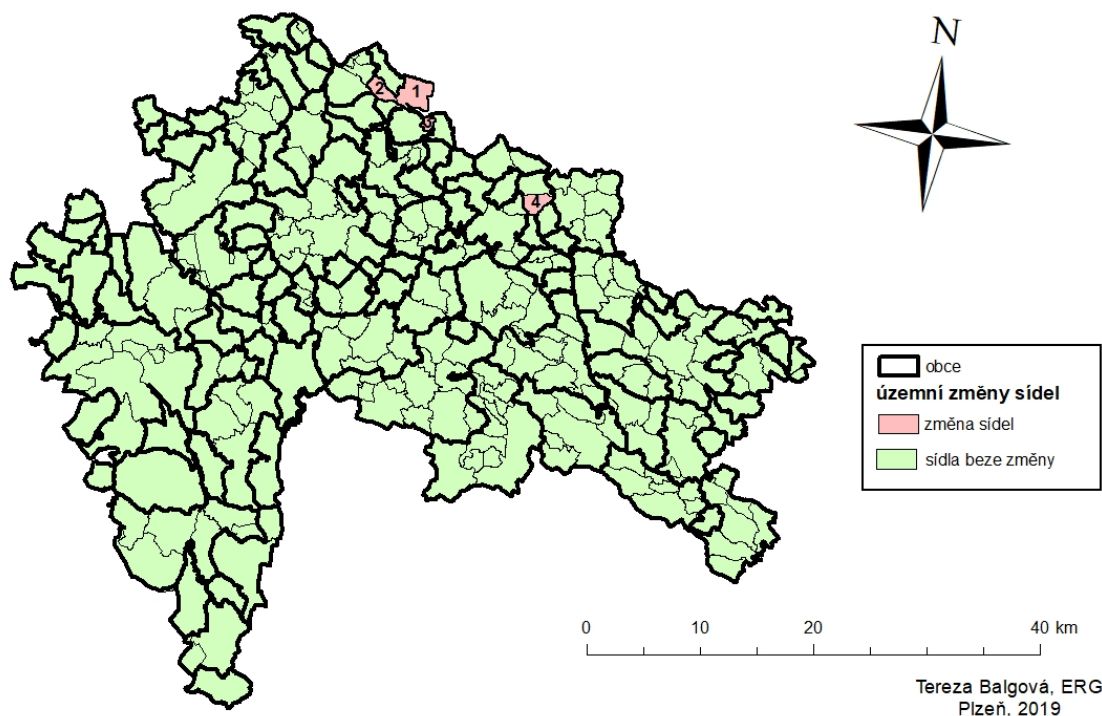 N
2
1
3
4
obce
územní změny sídel
změna sídel
sídla beze změny
0 10 20 40 km
Tereza Balgová, ERG
Plzeň, 2019